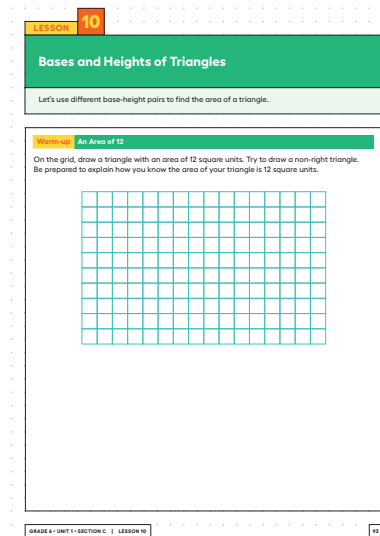 LESSON 10
Bases and Heights of Triangles
Let's use different base-height pairs to find the area of a triangle.
Warm-up An Area of 12
On the grid, draw a triangle with an area of 12 square units. Try to draw a non-right triangle.
Be prepared to explain how you know the area of your triangle is 12 square units.
GRADE 6 • UNIT 1 • SECTION C | LESSON 10
93